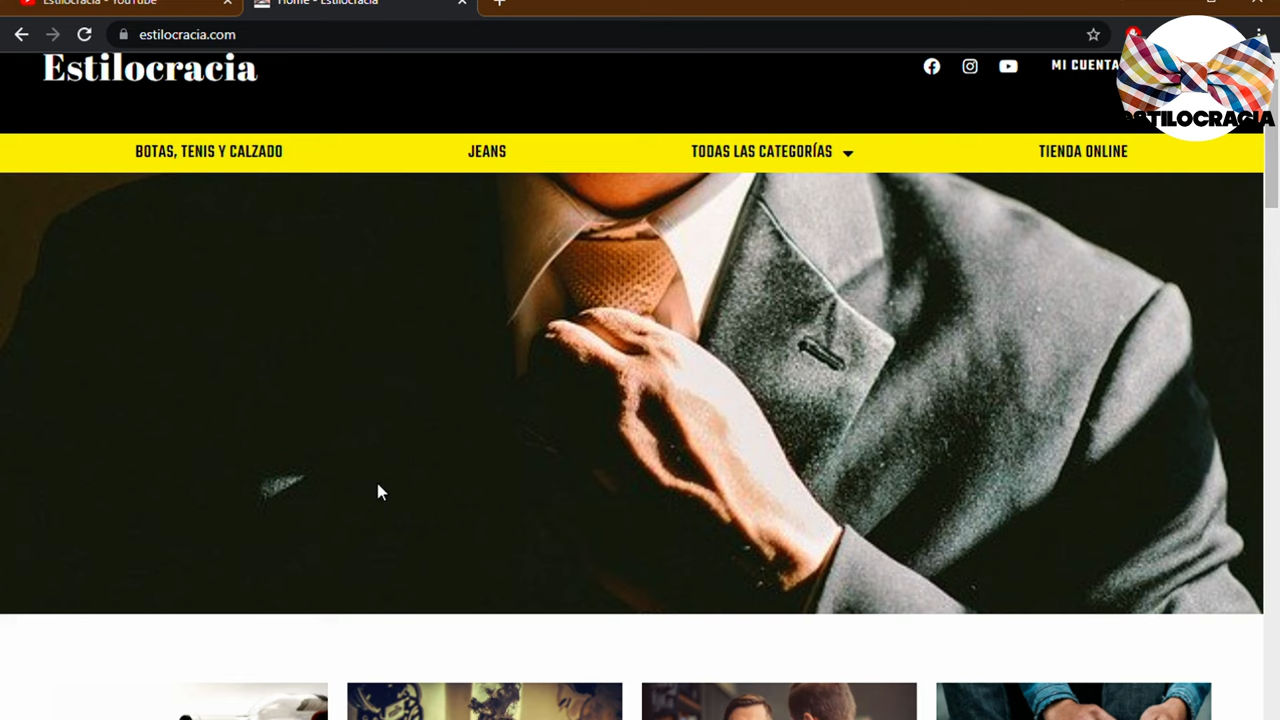 Estilocracia - YouTube
Home - Estilocracia
estilocracia.com
Estilocracia
MI CUENTA
ESTILOCRACIA
BOTAS, TENIS Y CALZADO
JEANS
TODAS LAS CATEGORÍAS
TIENDA ONLINE